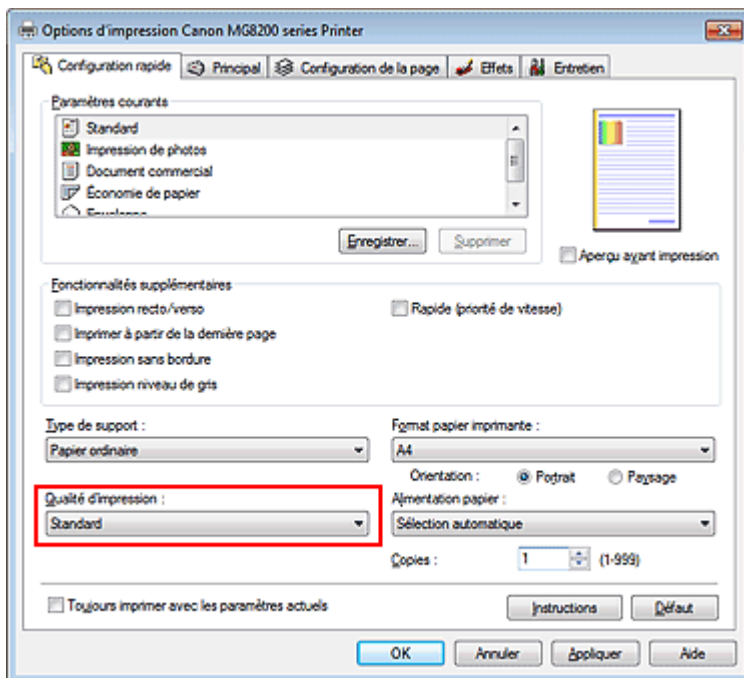 Options d'impression Canon MG8200 series Printer
Configuration rapide Principal Configuration de la page Effets Entretien
Paramètres courants
Standard
Impression de photos
Document commercial
Économie de papier
Enregistrer... Supprimer
Aperçu avant impression
Fonctionnalités supplémentaires
Impression recto/verso Rapide (priorité de vitesse)
Imprimer à partir de la dernière page
Impression sans bordure
Impression niveau de gris
Type de support : Format papier imprimante :
Papier ordinaire A4
Orientation : Portrait Paysage
Qualité d'impression : Alimentation papier :
Standard Sélection automatique
Copies : 1 (1-999)
Toujours imprimer avec les paramètres actuels Instructions Défaut
OK Annuler Appliquer Aide